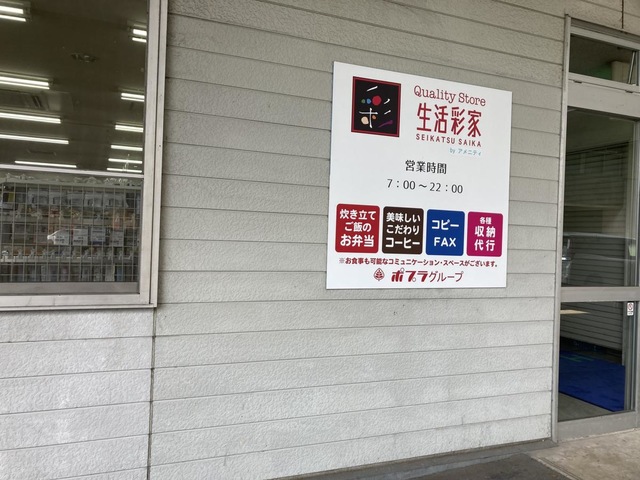 彩
Quality Store
生活彩家
SEIKATSU SAIKA
by アメニティ
営業時間
7：00～22：00
炊き立て
ご飯の
お弁当
美味しい
こだわり
コーヒー
コピー
FAX
各種
収納
代行
※お食事も可能なコミュニケーション・スペースがございます。
ポプラグループ